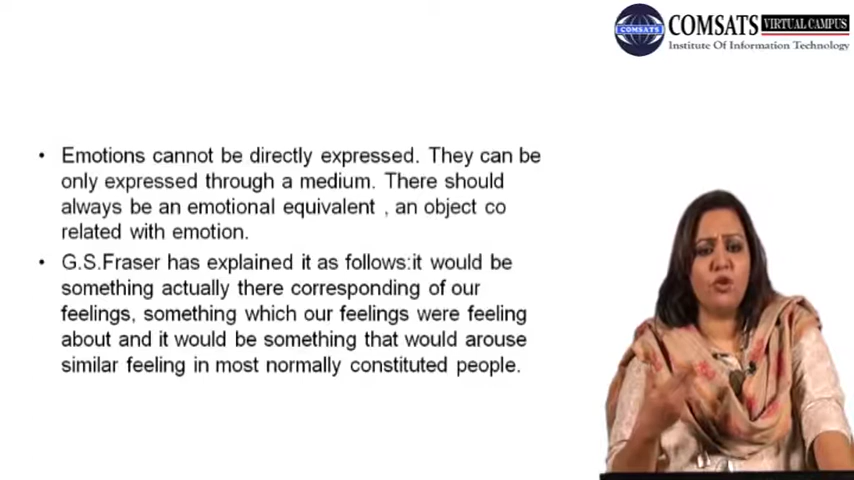 COMSATS
COMSATS VIRTUAL CAMPUS
Institute Of Information Technology
• Emotions cannot be directly expressed. They can be
only expressed through a medium. There should
always be an emotional equivalent , an object co
related with emotion.
• G.S.Fraser has explained it as follows:it would be
something actually there corresponding of our
feelings, something which our feelings were feeling
about and it would be something that would arouse
similar feeling in most normally constituted people.